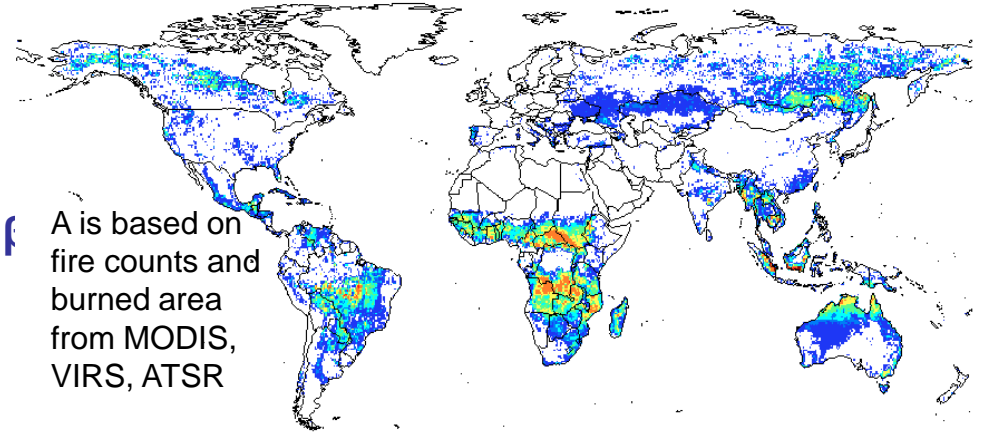 A is based on
fire counts and
burned area
from MODIS,
VIRS, ATSR